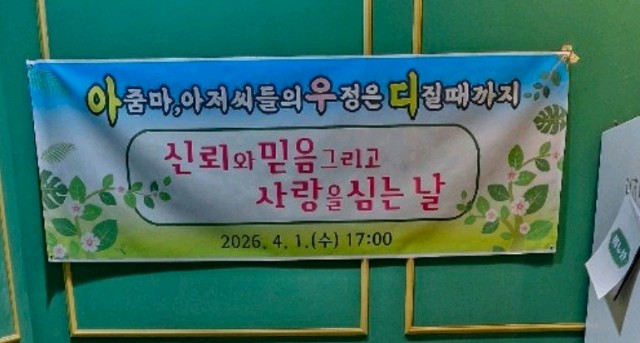 아줌마,아저씨들의우정은 디질때까지
신뢰와믿음그리고
사랑을심는 날
2026. 4. 1.(수) 17:00